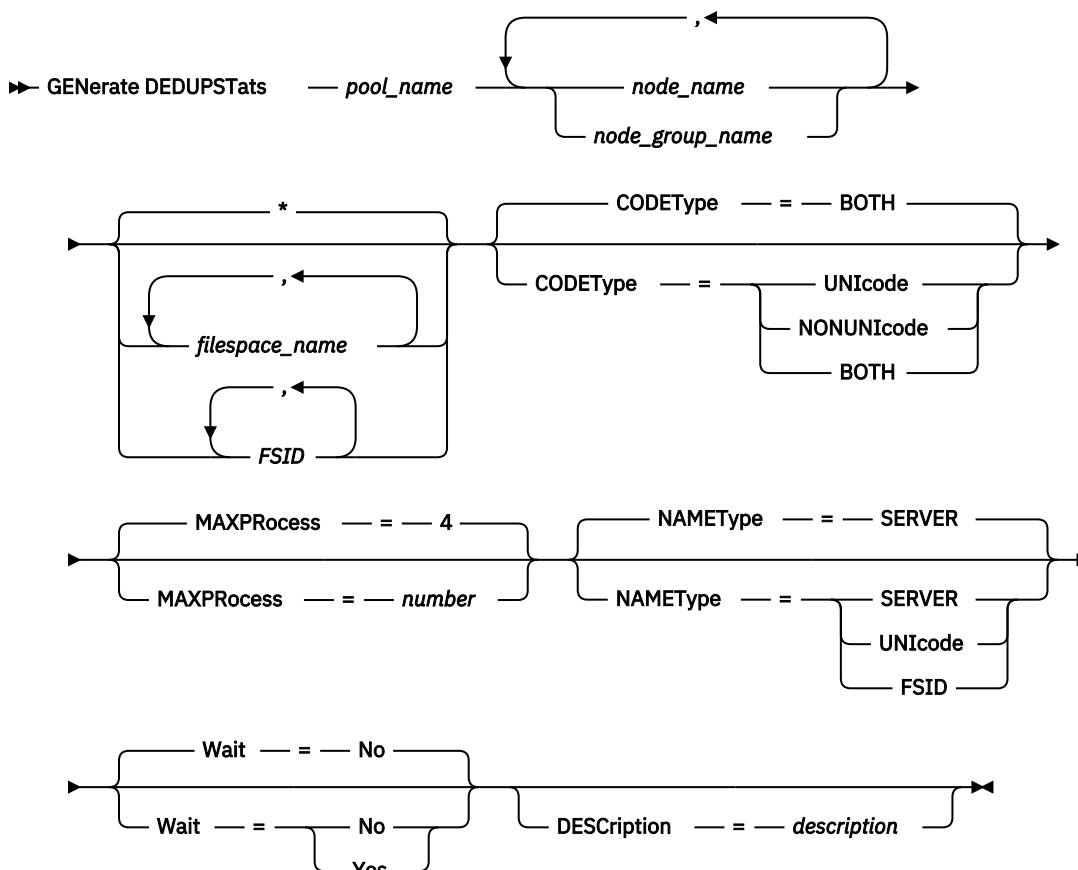 ,
GENerate DEDUPSTats pool_name node_name
node_group_name
*
,
filespace_name
,
FSID
CODEType = BOTH
CODEType = UNIcode
NONUNIcode
BOTH
MAXPRocess = 4
MAXPRocess = number
NAMEType = SERVER
NAMEType = SERVER
UNIcode
FSID
Wait = No
Wait = No
Yes
DESCription = description